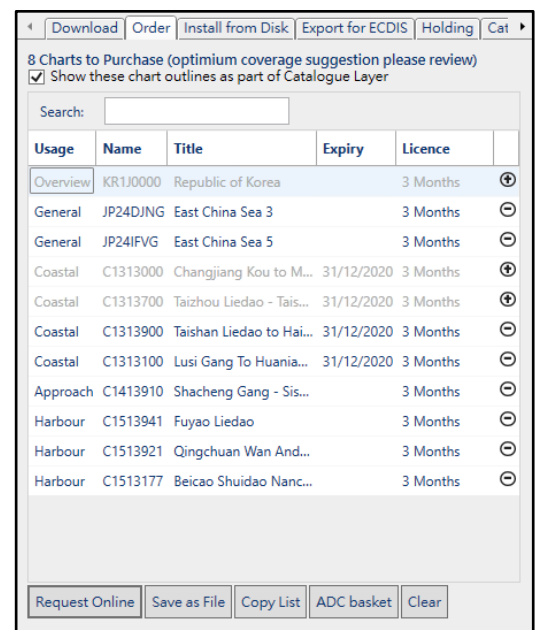 Download Order Install from Disk Export for ECDIS Holding Cat
8 Charts to Purchase (optimium coverage suggestion please review)
Show these chart outlines as part of Catalogue Layer
Search:
Usage Name Title Expiry Licence
Overview KR1J0000 Republic of Korea 3 Months
General JP24DJNG East China Sea 3 3 Months
General JP24IFVG East China Sea 5 3 Months
Coastal C1313000 Changjiang Kou to M... 31/12/2020 3 Months
Coastal C1313700 Taizhou Liedao - Tais... 31/12/2020 3 Months
Coastal C1313900 Taishan Liedao to Hai... 31/12/2020 3 Months
Coastal C1313100 Lusi Gang To Huania... 31/12/2020 3 Months
Approach C1413910 Shacheng Gang - Sis... 3 Months
Harbour C1513941 Fuyao Liedao 3 Months
Harbour C1513921 Qingchuan Wan And... 3 Months
Harbour C1513177 Beicao Shuidao Nanc... 3 Months
Request Online Save as File Copy List ADC basket Clear